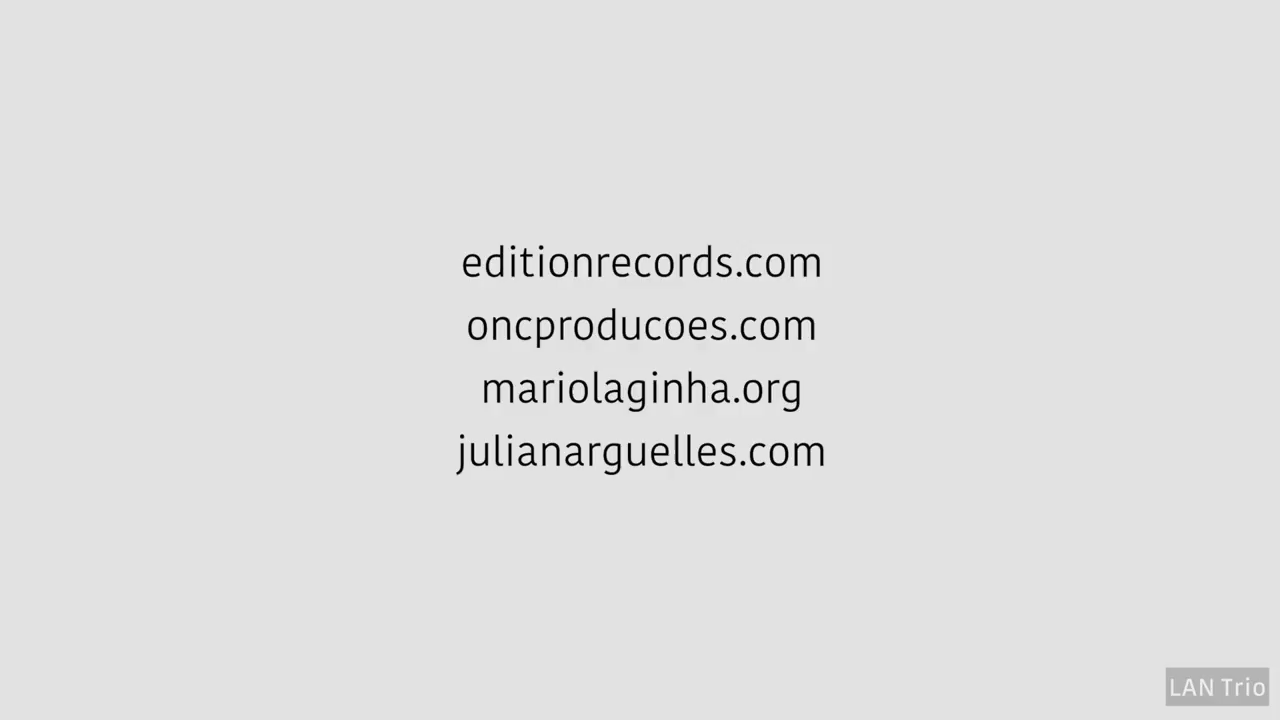 editionrecords.com
oncproducoes.com
mariolaginha.org
julianarguelles.com
LAN Trio